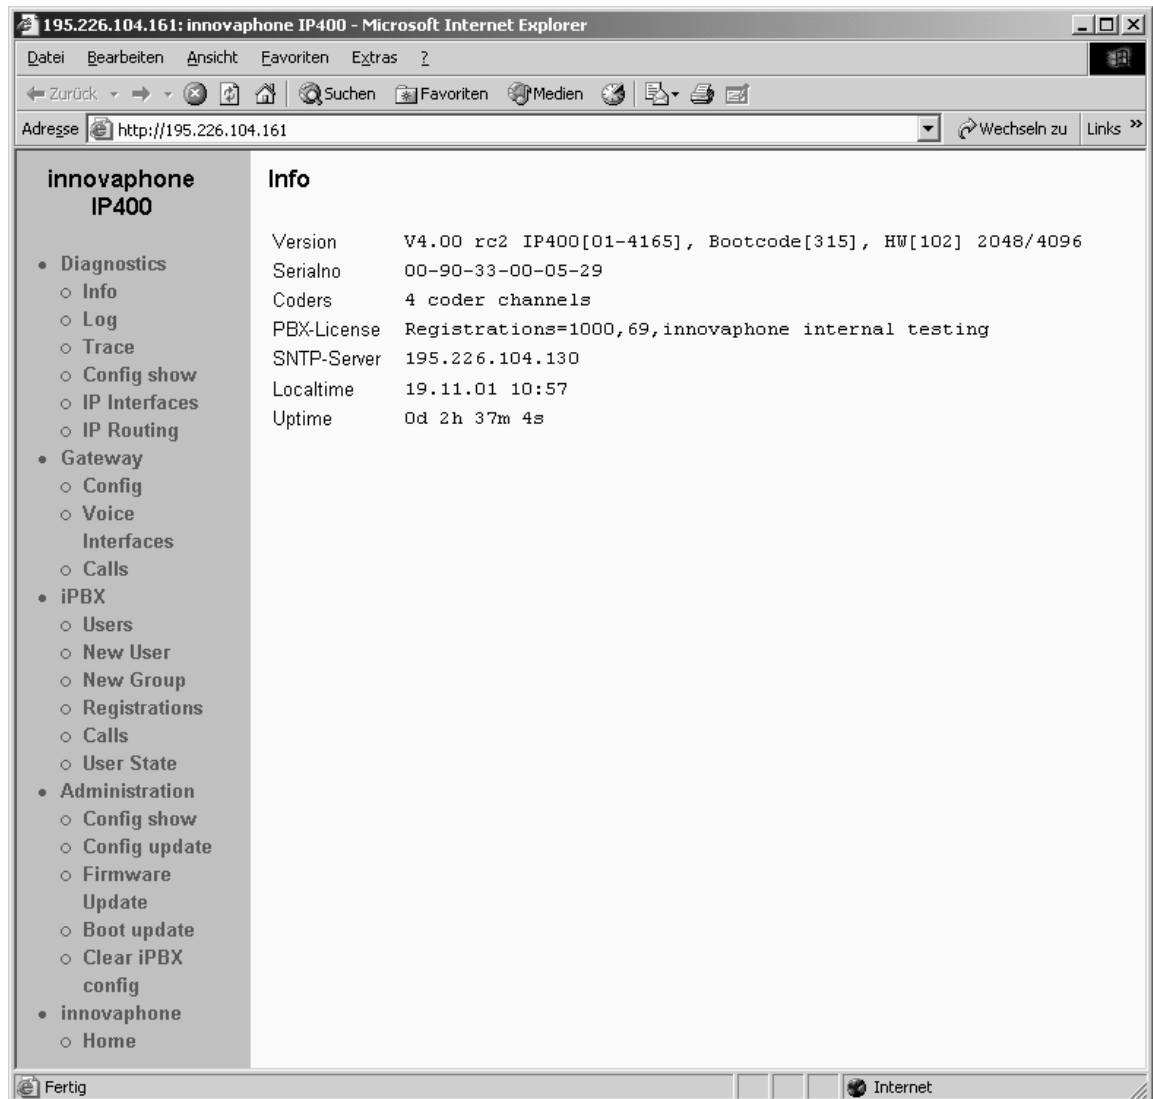 195.226.104.161: innovaphone IP400 - Microsoft Internet Explorer
Datei Bearbeiten Ansicht Favoriten Extras ?
Zurück Suchen Favoriten Medien
Adresse http://195.226.104.161 Wechseln zu Links »
innovaphone
IP400
• Diagnostics
○ Info
○ Log
○ Trace
○ Config show
○ IP Interfaces
○ IP Routing
• Gateway
○ Config
○ Voice
Interfaces
○ Calls
• iPBX
○ Users
○ New User
○ New Group
○ Registrations
○ Calls
○ User State
• Administration
○ Config show
○ Config update
○ Firmware
Update
○ Boot update
○ Clear iPBX
config
• innovaphone
○ Home
Info
Version V4.00 rc2 IP400[01-4165], Bootcode[315], HW[102] 2048/4096
Serialno 00-90-33-00-05-29
Coders 4 coder channels
PBX-License Registrations=1000,69,innovaphone internal testing
SNTP-Server 195.226.104.130
Localtime 19.11.01 10:57
Uptime 0d 2h 37m 4s
Fertig Internet